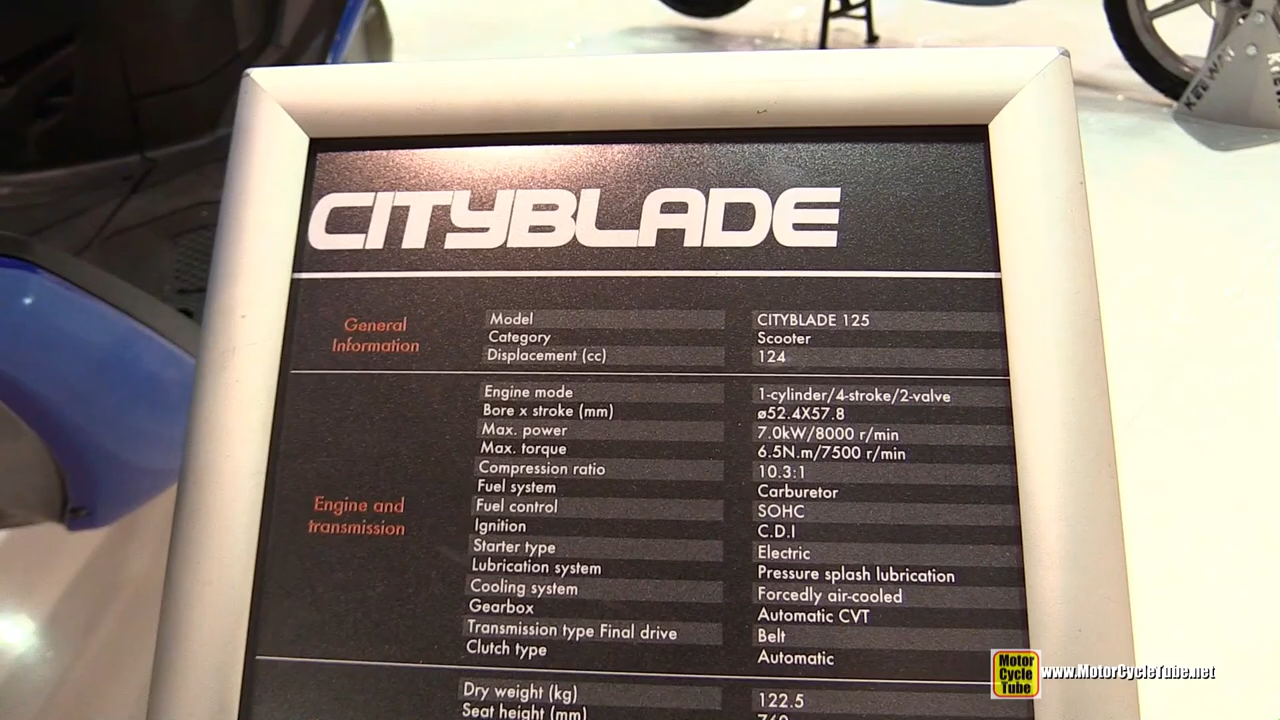 KEEWAY
CITYBLADE
General
Information
Model CITYBLADE 125
Category Scooter
Displacement (cc) 124
Engine and
transmission
Engine mode 1-cylinder/4-stroke/2-valve
Bore x stroke (mm) ø52.4X57.8
Max. power 7.0kW/8000 r/min
Max. torque 6.5N.m/7500 r/min
Compression ratio 10.3:1
Fuel system Carburetor
Fuel control SOHC
Ignition C.D.I
Starter type Electric
Lubrication system Pressure splash lubrication
Cooling system Forcedly air-cooled
Gearbox Automatic CVT
Transmission type Final drive Belt
Clutch type Automatic
Dry weight (kg) 122.5
Seat height (mm)
Motor
Cycle
Tube
www.MotorCycleTube.net